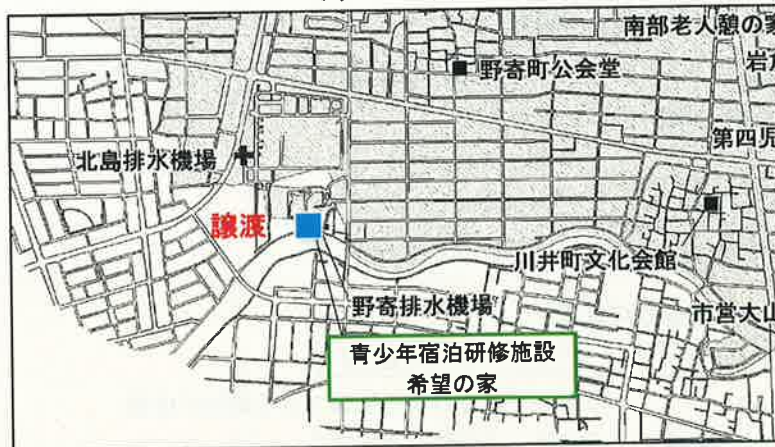 南部老人憩の家
野寄町公会堂
岩
第四児
北島排水機場
譲渡
川井町文化会館
野寄排水機場
市営大山
青少年宿泊研修施設
希望の家